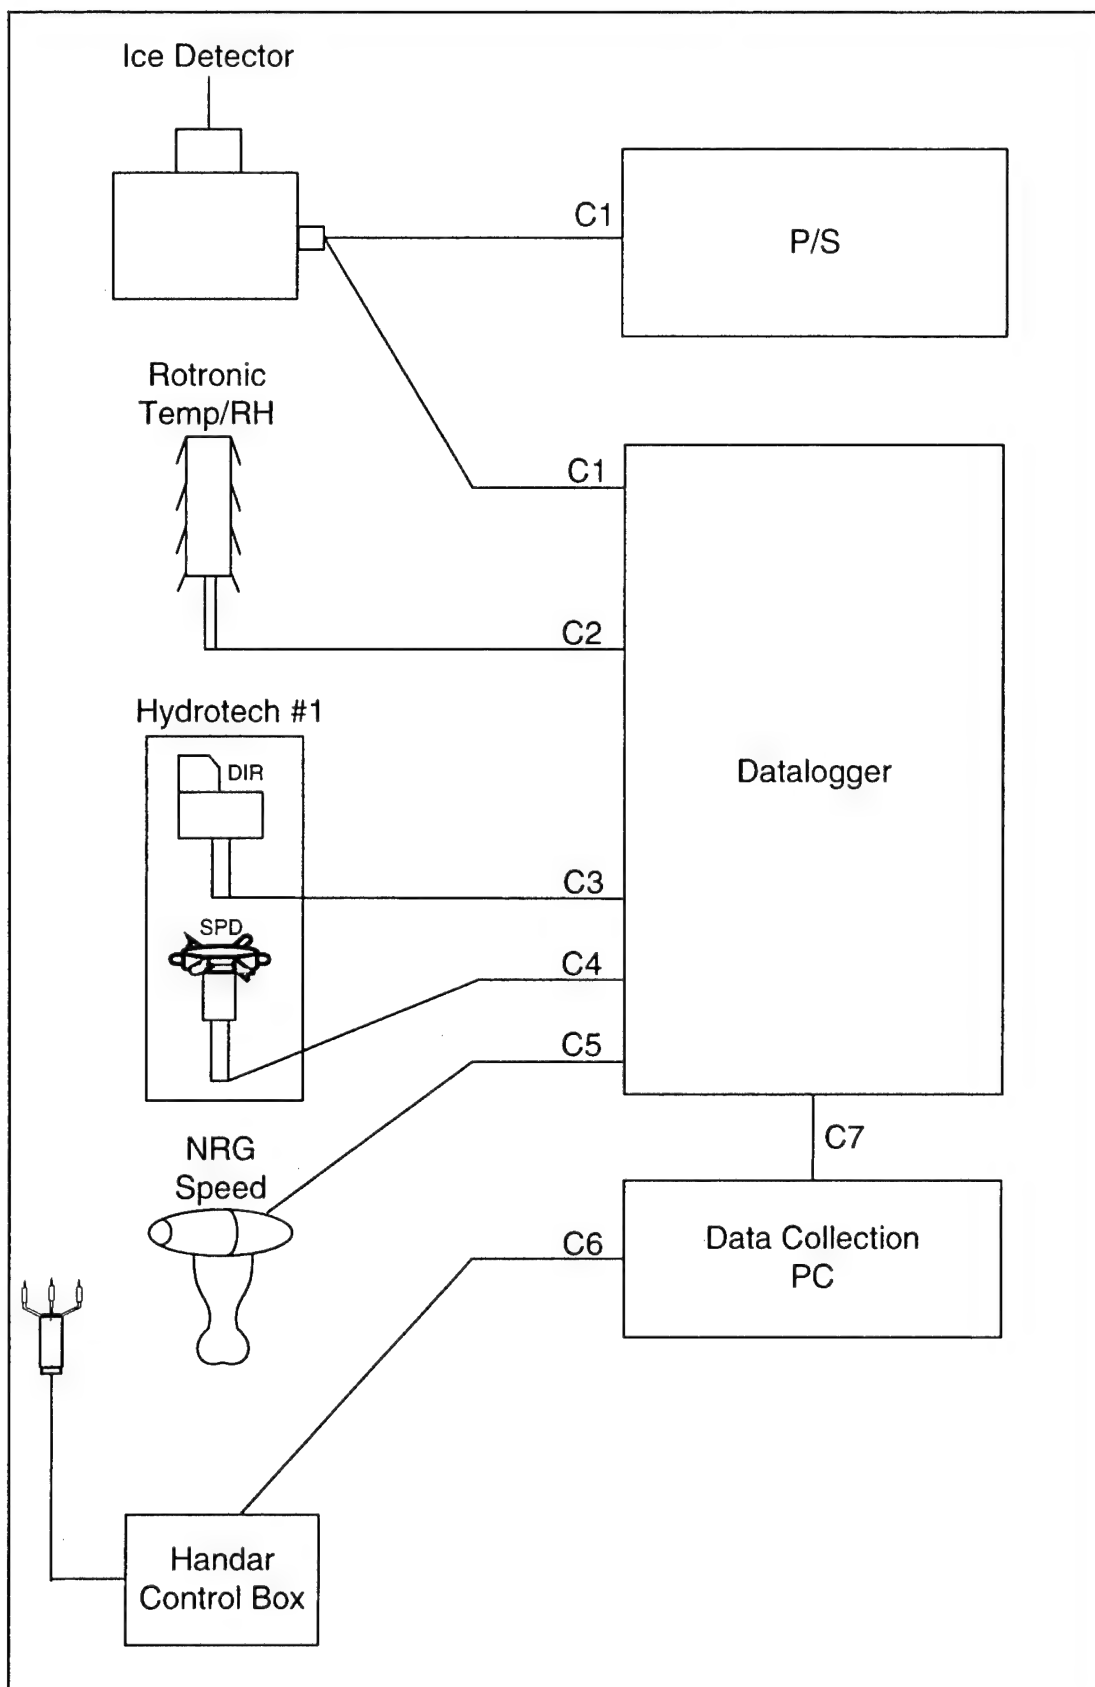 Ice Detector
C1
P/S
Rotronic
Temp/RH
C1
C2
Hydrotech #1
DIR
Datalogger
C3
SPD
C4
C5
C7
NRG
Speed
C6
Data Collection
PC
Handar
Control Box